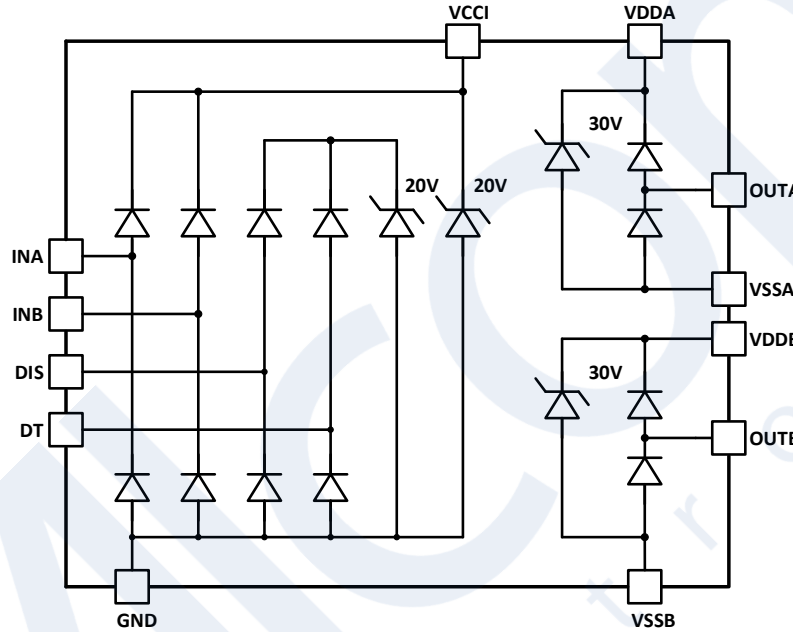 VCCI
VDDA
30V
20V
20V
OUTA
INA
VSSA
INB
VDDB
DIS
30V
DT
OUTB
GND
VSSB